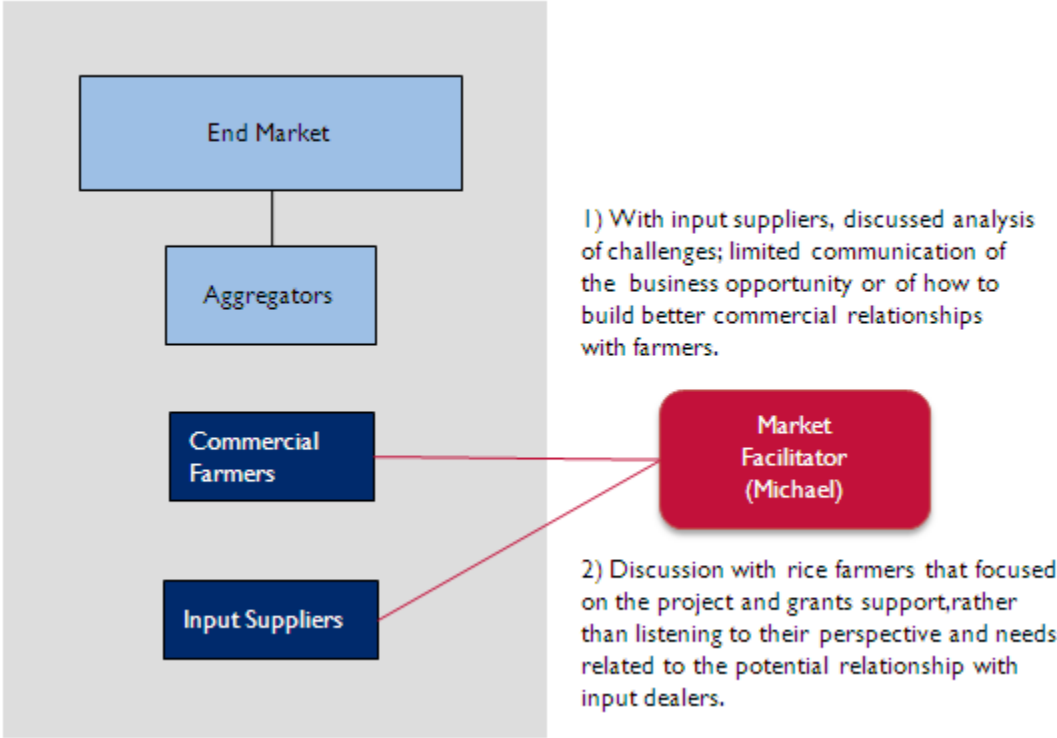 End Market
1) With input suppliers, discussed analysis
of challenges; limited communication of
the business opportunity or of how to
build better commercial relationships
with farmers.
Aggregators
Commercial
Farmers
Market
Facilitator
(Michael)
Input Suppliers
2) Discussion with rice farmers that focused
on the project and grants support,rather
than listening to their perspective and needs
related to the potential relationship with
input dealers.